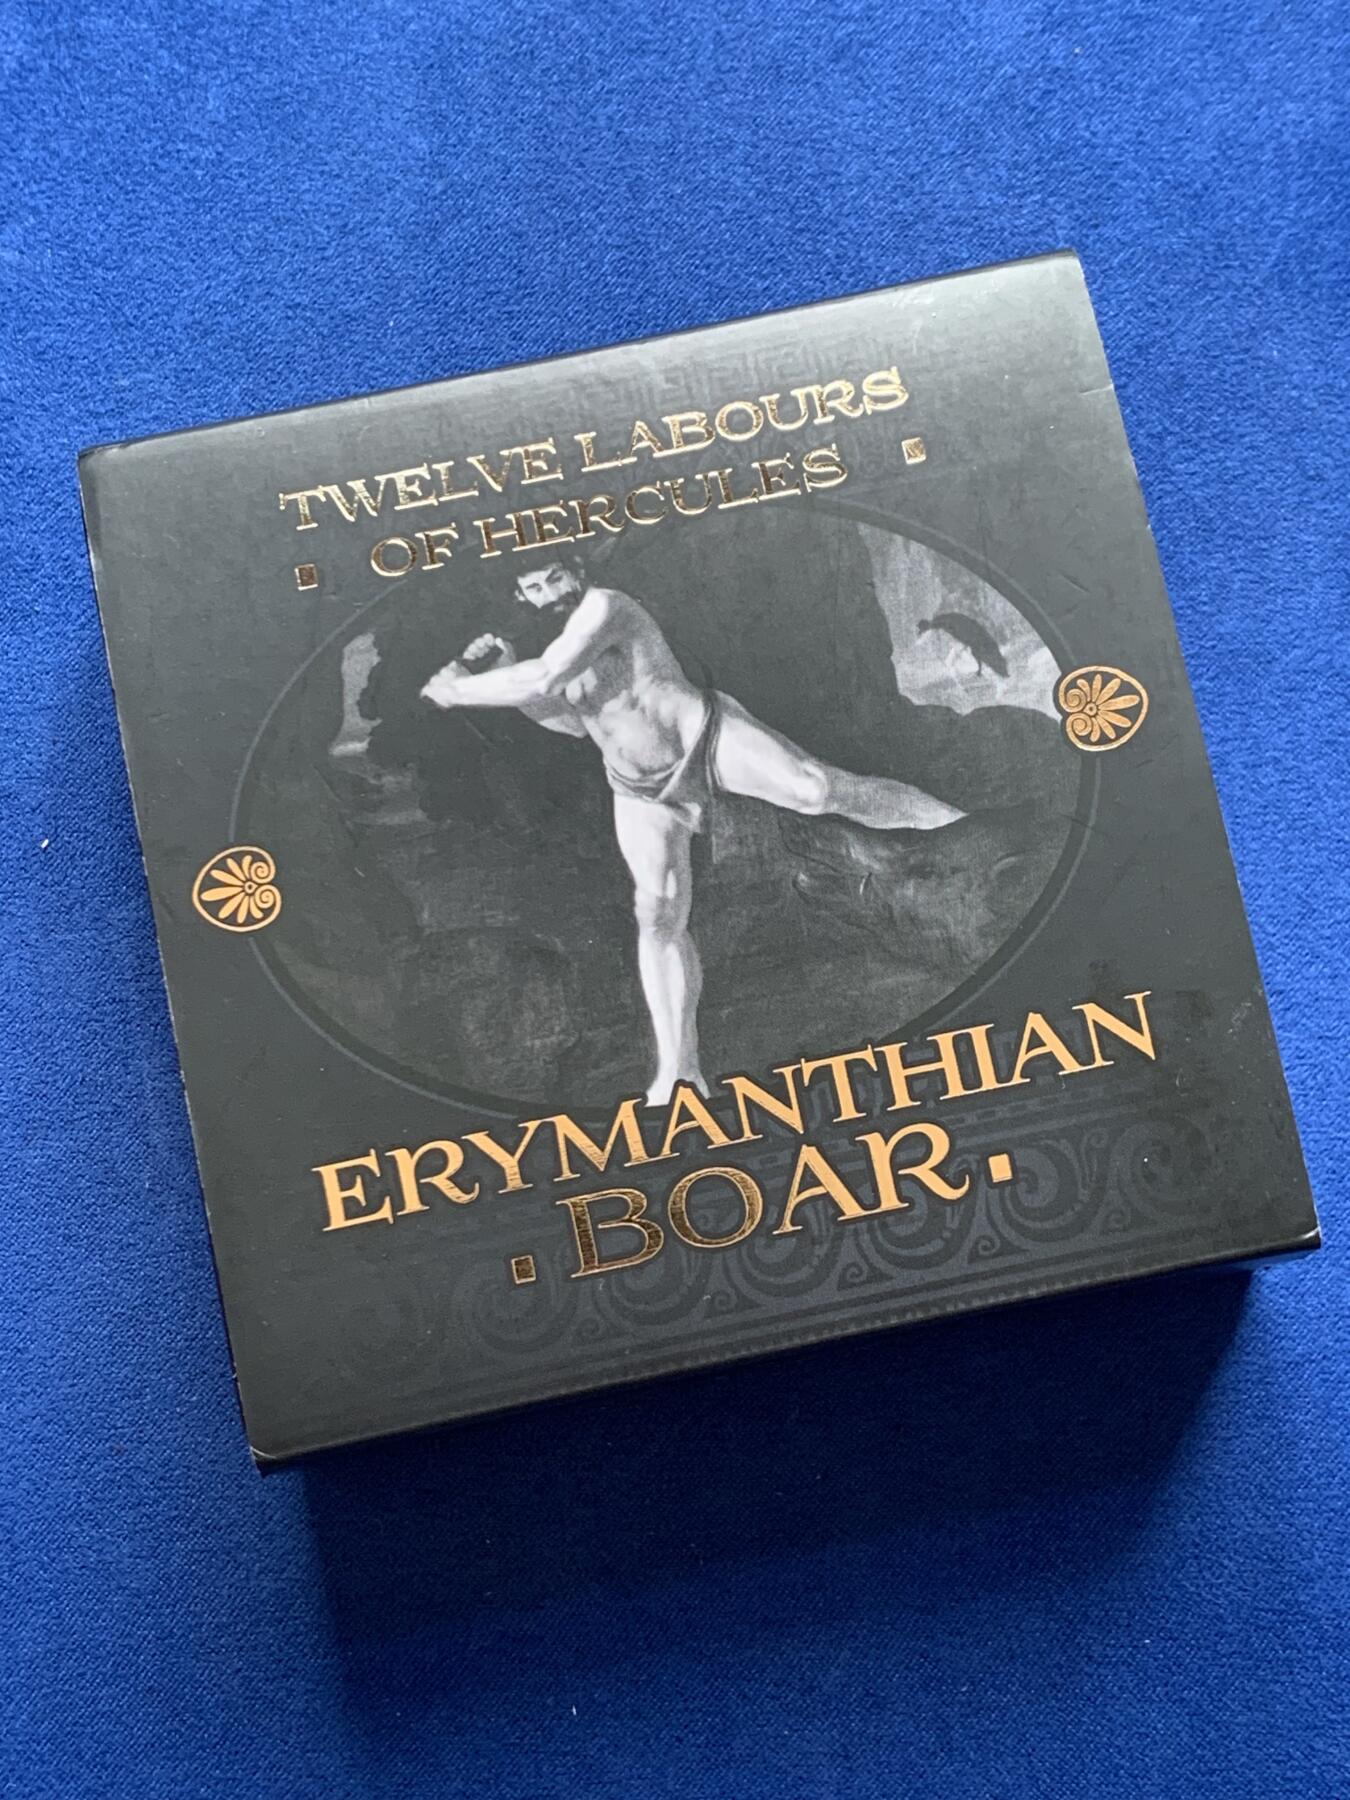 TWELVE LABOURS
▪ OF HERCULES ▪
ERYMANTHIAN
▪ BOAR ▪